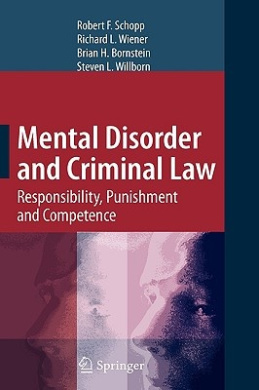 Robert F. Schopp
Richard L. Wiener
Brian H. Bornstein
Steven L. Willborn
Mental Disorder
and Criminal Law
Responsibility, Punishment
and Competence
Springer